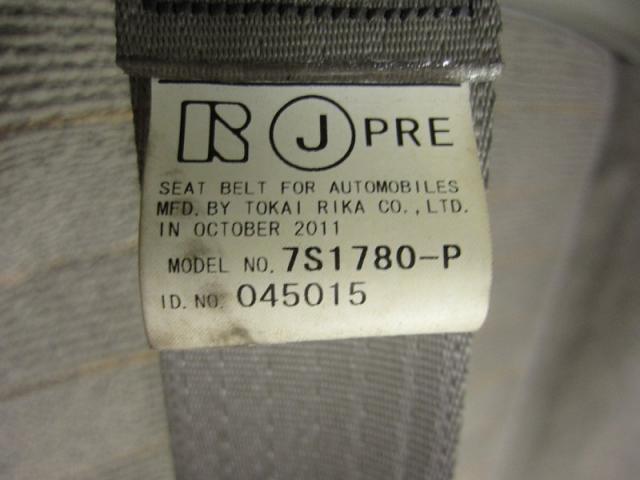 R J PRE
SEAT BELT FOR AUTOMOBILES
MFD. BY TOKAI RIKA CO., LTD.
IN OCTOBER 2011
MODEL NO. 7S1780-P
ID. NO. 045015